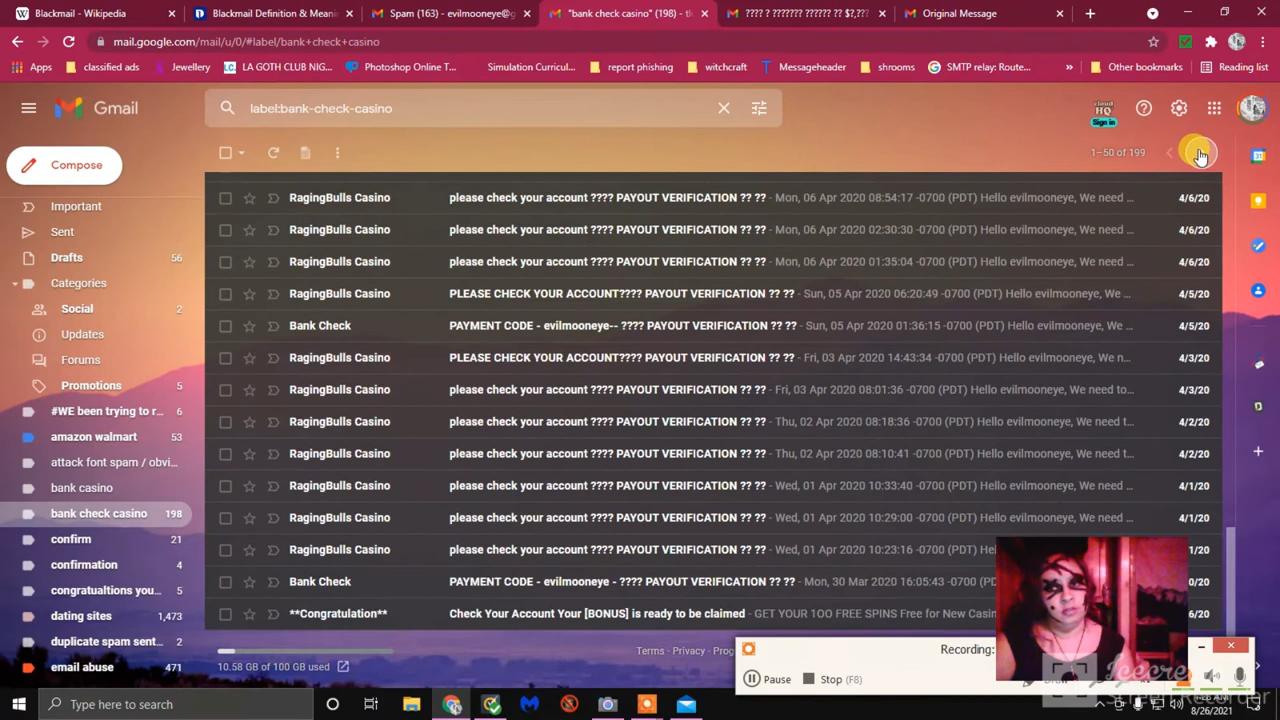 Blackmail - Wikipedia
Blackmail Definition & Meani
Spam (163) - evilmooneye@g
"bank check casino" (198) - th
???? ? ??????? ?????? ?? $?,???
Original Message
mail.google.com/mail/u/0/#label/bank+check+casino
Apps
classified ads
Jewellery
LA GOTH CLUB NIG...
Photoshop Online T...
Simulation Curricul...
report phishing
witchcraft
Messageheader
shrooms
SMTP relay: Route...
»
Other bookmarks
Reading list
Gmail
label:bank-check-casino
cloud
HQ
Sign in
Compose
1–50 of 199
Important
Sent
Drafts 56
Categories
Social 2
Updates
Forums
Promotions 5
#WE been trying to r... 6
amazon walmart 53
attack font spam / obvi...
bank casino
bank check casino 198
confirm 21
confirmation 4
congraultations you... 5
dating sites 1,473
duplicate spam sent... 2
email abuse 471
RagingBulls Casino please check your account ???? PAYOUT VERIFICATION ?? ?? - Mon, 06 Apr 2020 08:54:17 -0700 (PDT) Hello evilmooneye, We need ... 4/6/20
RagingBulls Casino please check your account ???? PAYOUT VERIFICATION ?? ?? - Mon, 06 Apr 2020 02:30:30 -0700 (PDT) Hello evilmooneye, We need ... 4/6/20
RagingBulls Casino please check your account ???? PAYOUT VERIFICATION ?? ?? - Mon, 06 Apr 2020 01:35:04 -0700 (PDT) Hello evilmooneye, We need ... 4/6/20
RagingBulls Casino PLEASE CHECK YOUR ACCOUNT???? PAYOUT VERIFICATION ?? ?? - Sun, 05 Apr 2020 06:20:49 -0700 (PDT) Hello evilmooneye, We ... 4/5/20
Bank Check PAYMENT CODE - evilmooneye-- ???? PAYOUT VERIFICATION ?? ?? - Sun, 05 Apr 2020 01:36:15 -0700 (PDT) Hello evilmooneye, We ... 4/5/20
RagingBulls Casino PLEASE CHECK YOUR ACCOUNT???? PAYOUT VERIFICATION ?? ?? - Fri, 03 Apr 2020 14:43:34 -0700 (PDT) Hello evilmooneye, We n... 4/3/20
RagingBulls Casino please check your account ???? PAYOUT VERIFICATION ?? ?? - Fri, 03 Apr 2020 08:01:36 -0700 (PDT) Hello evilmooneye, We need to... 4/3/20
RagingBulls Casino please check your account ???? PAYOUT VERIFICATION ?? ?? - Thu, 02 Apr 2020 08:18:36 -0700 (PDT) Hello evilmooneye, We need t... 4/2/20
RagingBulls Casino please check your account ???? PAYOUT VERIFICATION ?? ?? - Thu, 02 Apr 2020 08:10:41 -0700 (PDT) Hello evilmooneye, We need t... 4/2/20
RagingBulls Casino please check your account ???? PAYOUT VERIFICATION ?? ?? - Wed, 01 Apr 2020 10:33:40 -0700 (PDT) Hello evilmooneye, We need ... 4/1/20
RagingBulls Casino please check your account ???? PAYOUT VERIFICATION ?? ?? - Wed, 01 Apr 2020 10:29:00 -0700 (PDT) Hello evilmooneye, We need ... 4/1/20
RagingBulls Casino please check your account ???? PAYOUT VERIFICATION ?? ?? - Wed, 01 Apr 2020 10:23:16 -0700 (PDT) 1/20
Bank Check PAYMENT CODE - evilmooneye - ???? PAYOUT VERIFICATION ?? ?? - Mon, 30 Mar 2020 16:05:43 -0700 (PD 0/20
**Congratulation** Check Your Account Your [BONUS] is ready to be claimed - GET YOUR 1OO FREE SPINS Free for New Casin 6/20
10.58 GB of 100 GB used
Terms · Privacy · Prog
Recording:
Pause
Stop (F8)
Icecre
Screen Recorder
Type here to search
8/26/2021